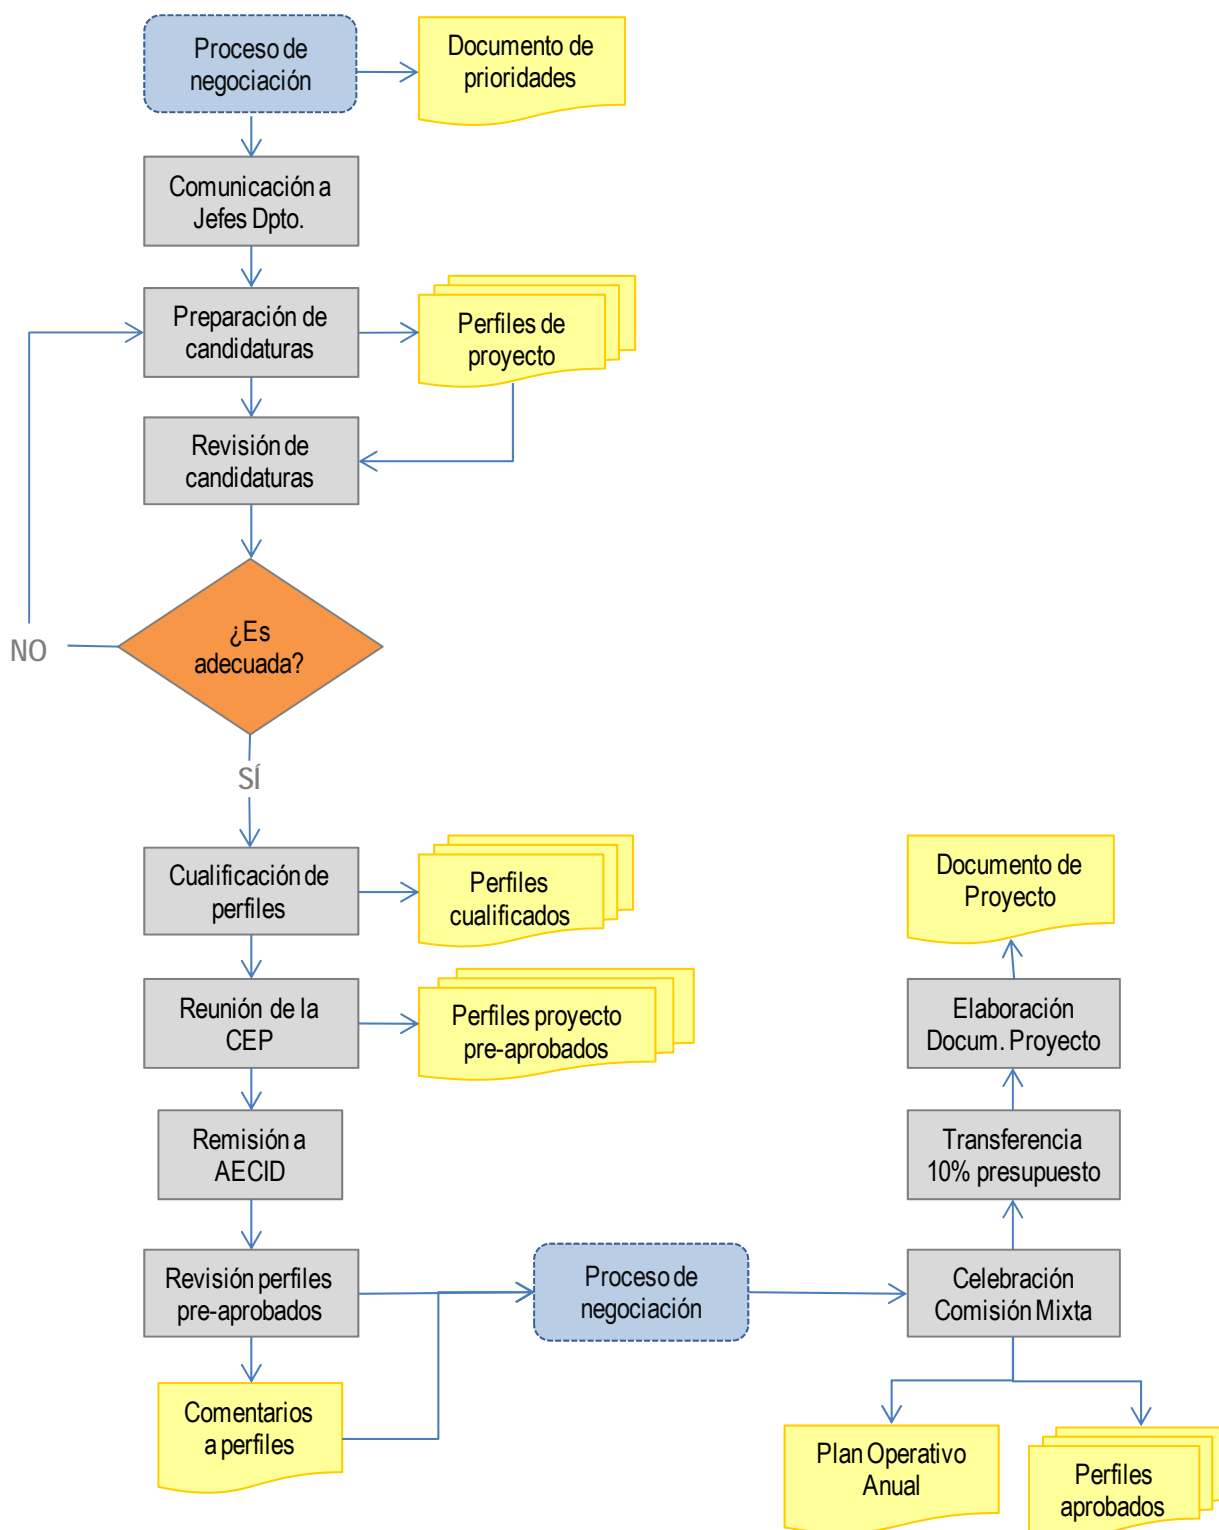 Proceso de
negociación
Documento de
prioridades
Comunicación a
Jefes Dpto.
Preparación de
candidaturas
Perfiles de
proyecto
Revisión de
candidaturas
¿Es
adecuada?
NO
SÍ
Cualificación de
perfiles
Perfiles
cualificados
Reunión de la
CEP
Perfiles proyecto
pre-aprobados
Remisión a
AECID
Revisión perfiles
pre-aprobados
Comentarios
a perfiles
Proceso de
negociación
Documento de
Proyecto
Elaboración
Docum. Proyecto
Transferencia
10% presupuesto
Celebración
Comisión Mixta
Plan Operativo
Anual
Perfiles
aprobados